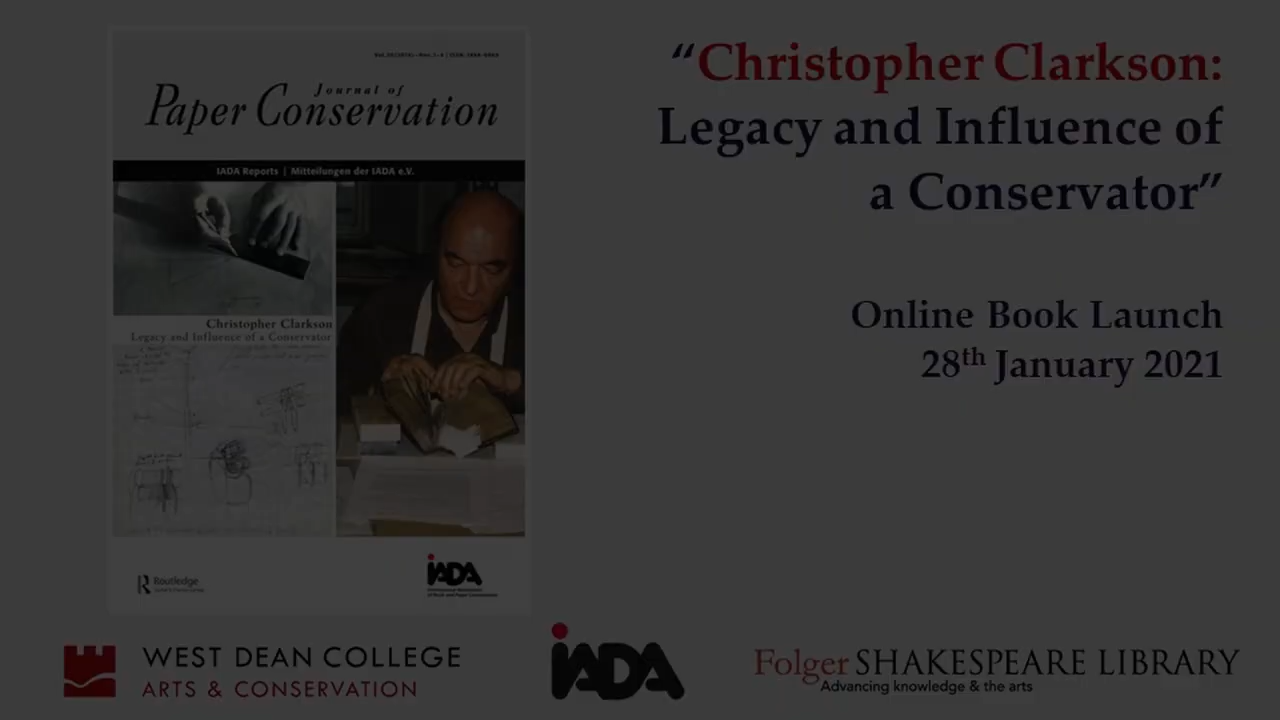 Journal of
Paper Conservation
IADA Reports | Mitteilungen der IADA e.V.
Christopher Clarkson
Legacy and Influence of a Conservator
Routledge
iADA
"Christopher Clarkson:
Legacy and Influence of
a Conservator"
Online Book Launch
28th January 2021
WEST DEAN COLLEGE
ARTS & CONSERVATION
iADA
Folger SHAKESPEARE LIBRARY
Advancing knowledge & the arts